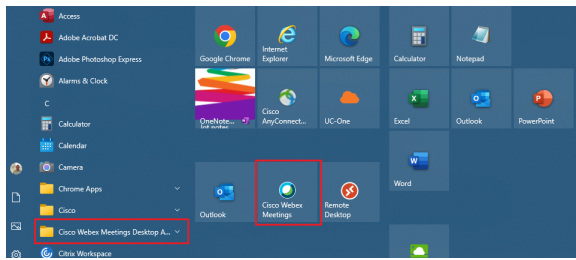 Access
Adobe Acrobat DC
Adobe Photoshop Express
Alarms & Clock
C
Calculator
Calendar
Camera
Chrome Apps
Cisco
Cisco Webex Meetings Desktop A...
Citrix Workspace
Google Chrome
Internet
Explorer
Microsoft Edge
Calculator
Notepad
OneNote...
Jot notes
Cisco
AnyConnect...
UC-One
Excel
Outlook
PowerPoint
Word
Outlook
Cisco Webex
Meetings
Remote
Desktop